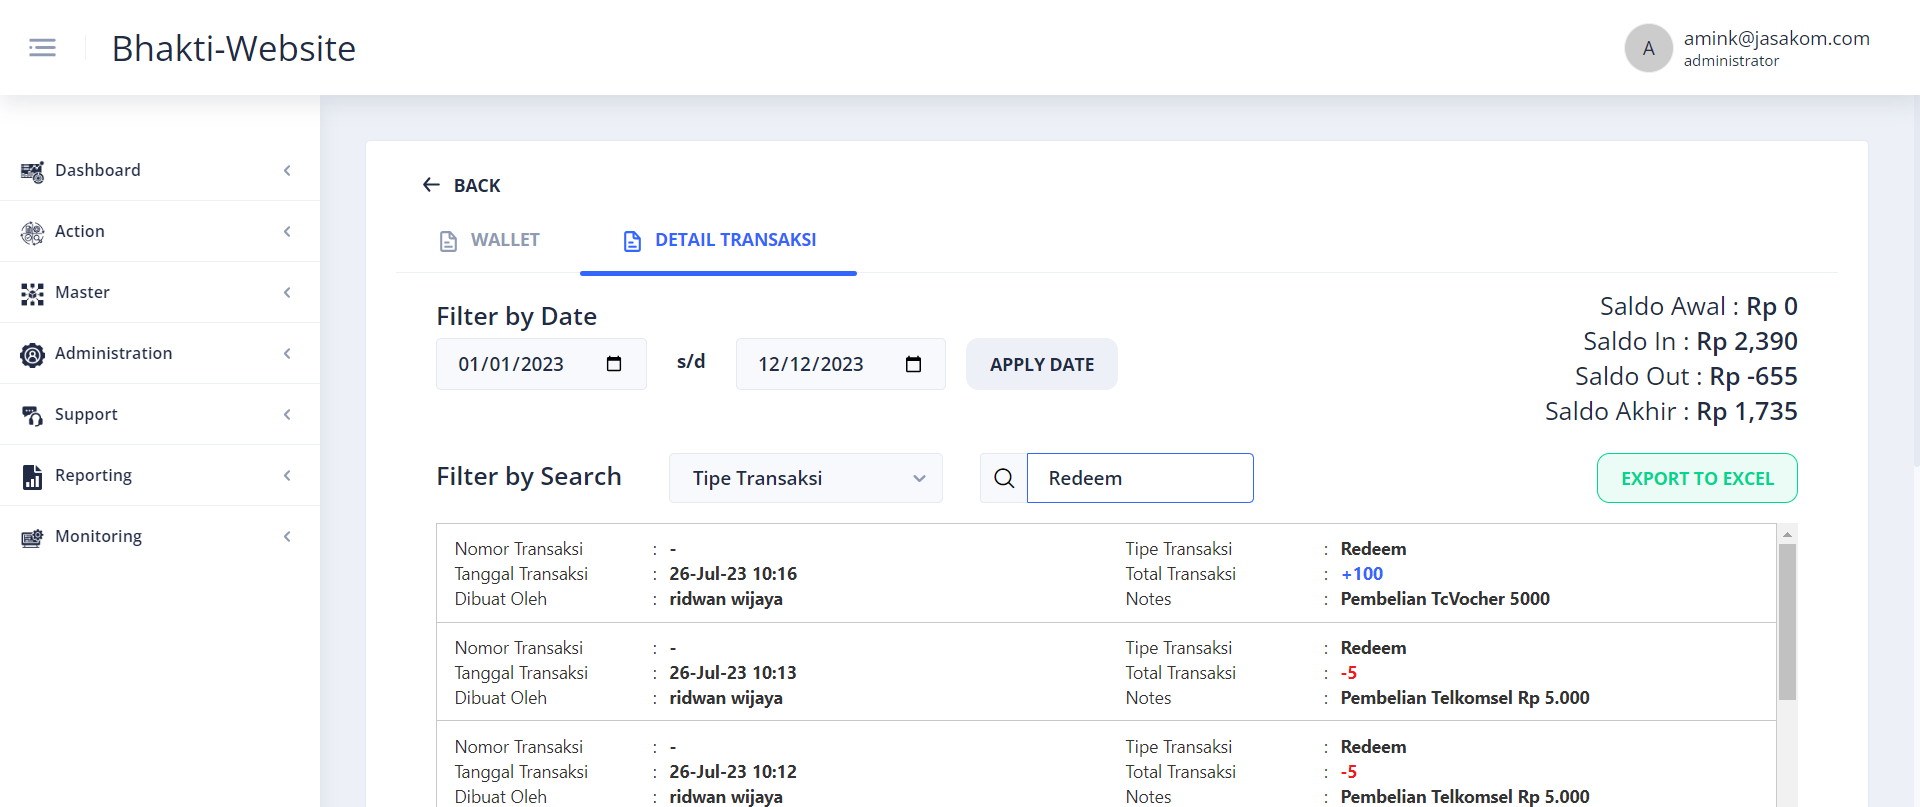 Bhakti-Website
A
amink@jasakom.com
administrator
Dashboard
Action
Master
Administration
Support
Reporting
Monitoring
BACK
WALLET
DETAIL TRANSAKSI
Filter by Date
01/01/2023
s/d
12/12/2023
APPLY DATE
Saldo Awal : Rp 0
Saldo In : Rp 2,390
Saldo Out : Rp -655
Saldo Akhir : Rp 1,735
Filter by Search
Tipe Transaksi
Redeem
EXPORT TO EXCEL
Nomor Transaksi : - Tipe Transaksi : Redeem
Tanggal Transaksi : 26-Jul-23 10:16 Total Transaksi : +100
Dibuat Oleh : ridwan wijaya Notes : Pembelian TcVocher 5000
Nomor Transaksi : - Tipe Transaksi : Redeem
Tanggal Transaksi : 26-Jul-23 10:13 Total Transaksi : -5
Dibuat Oleh : ridwan wijaya Notes : Pembelian Telkomsel Rp 5.000
Nomor Transaksi : - Tipe Transaksi : Redeem
Tanggal Transaksi : 26-Jul-23 10:12 Total Transaksi : -5
Dibuat Oleh : ridwan wijaya Notes : Pembelian Telkomsel Rp 5.000